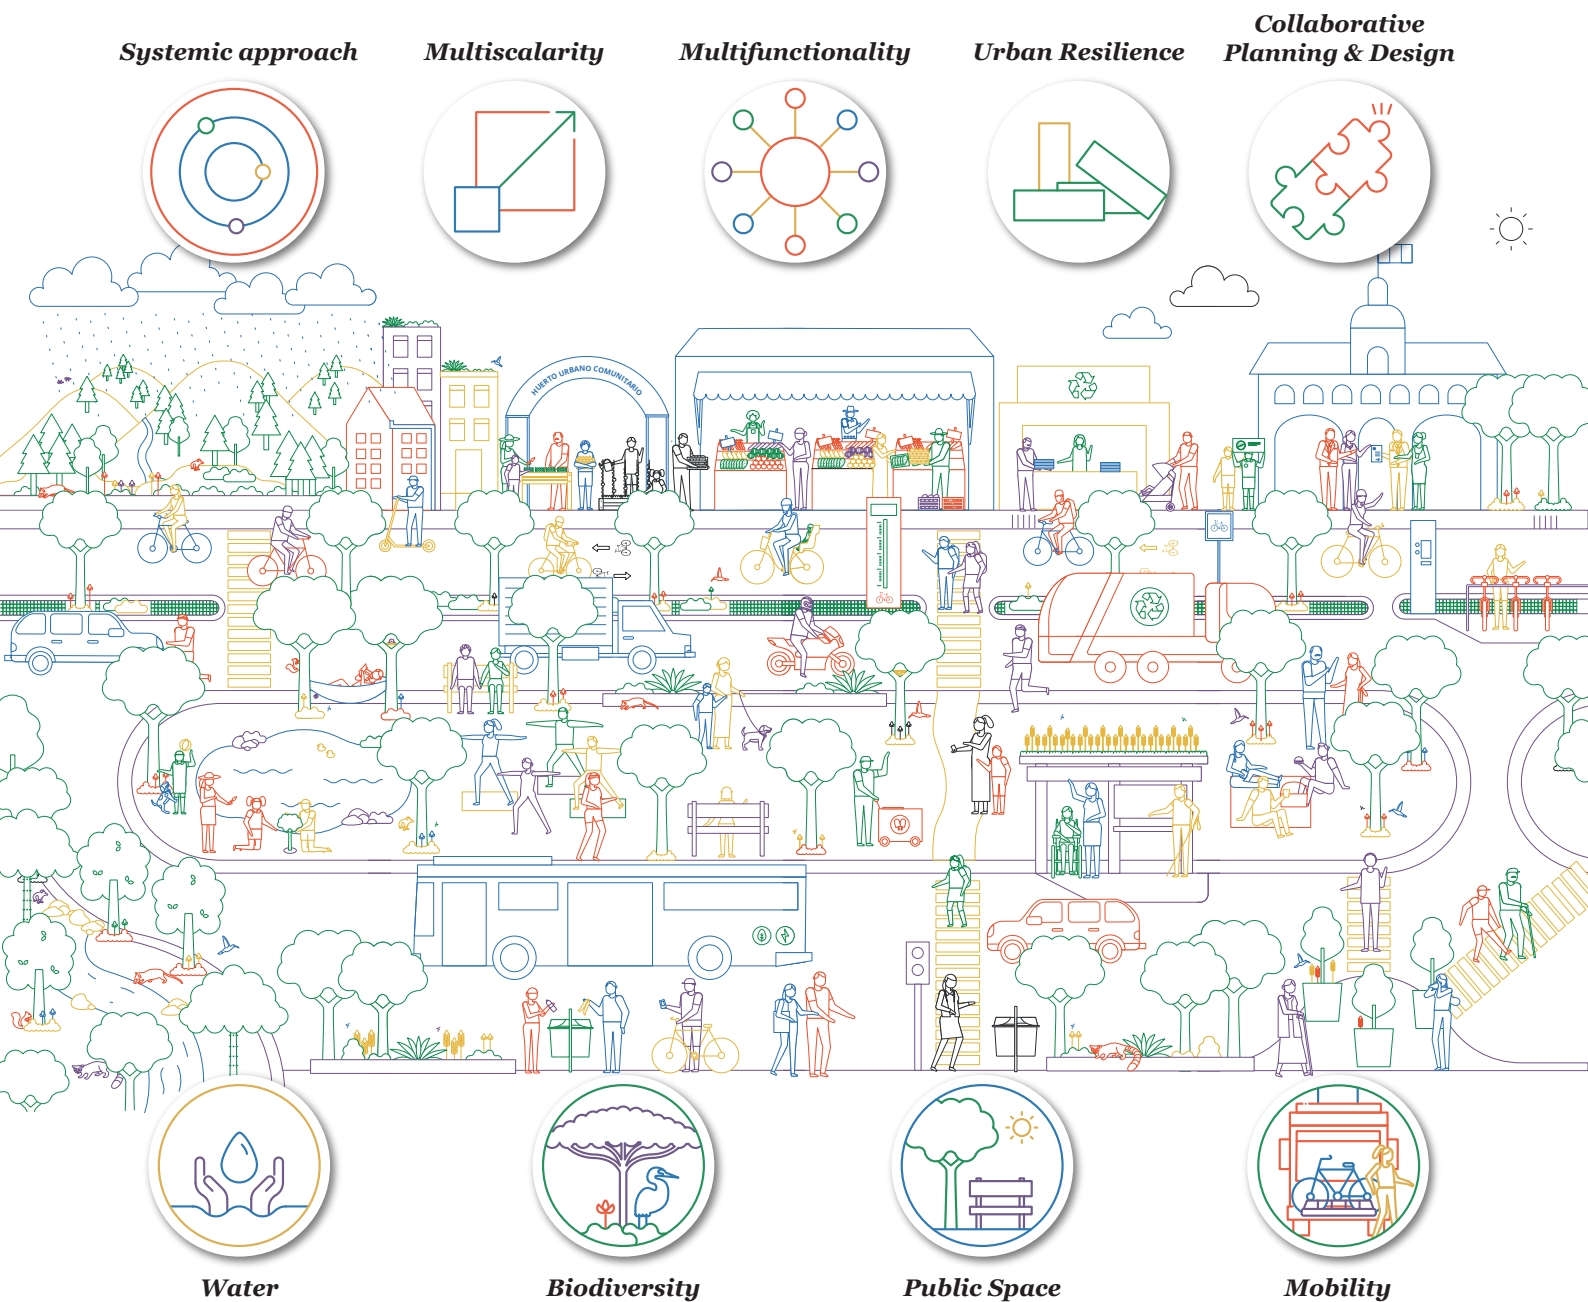 Systemic approach
Multiscalarity
Multifunctionality
Urban Resilience
Collaborative
Planning & Design
HUERTO URBANO COMUNITARIO
Water
Biodiversity
Public Space
Mobility